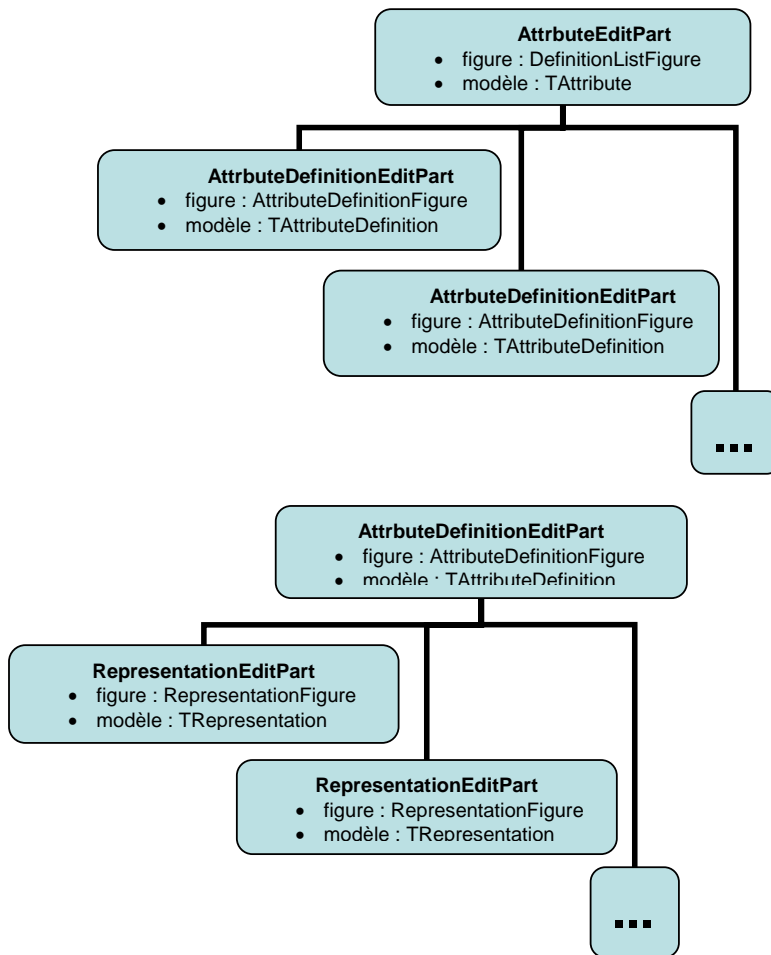 AttrbuteEditPart
• figure : DefinitionListFigure
• modèle : TAttribute
AttrbuteDefinitionEditPart
• figure : AttributeDefinitionFigure
• modèle : TAttributeDefinition
AttrbuteDefinitionEditPart
• figure : AttributeDefinitionFigure
• modèle : TAttributeDefinition
...
AttrbuteDefinitionEditPart
• figure : AttributeDefinitionFigure
• modèle : TAttributeDefinition
RepresentationEditPart
• figure : RepresentationFigure
• modèle : TRepresentation
RepresentationEditPart
• figure : RepresentationFigure
• modèle : TRepresentation
...